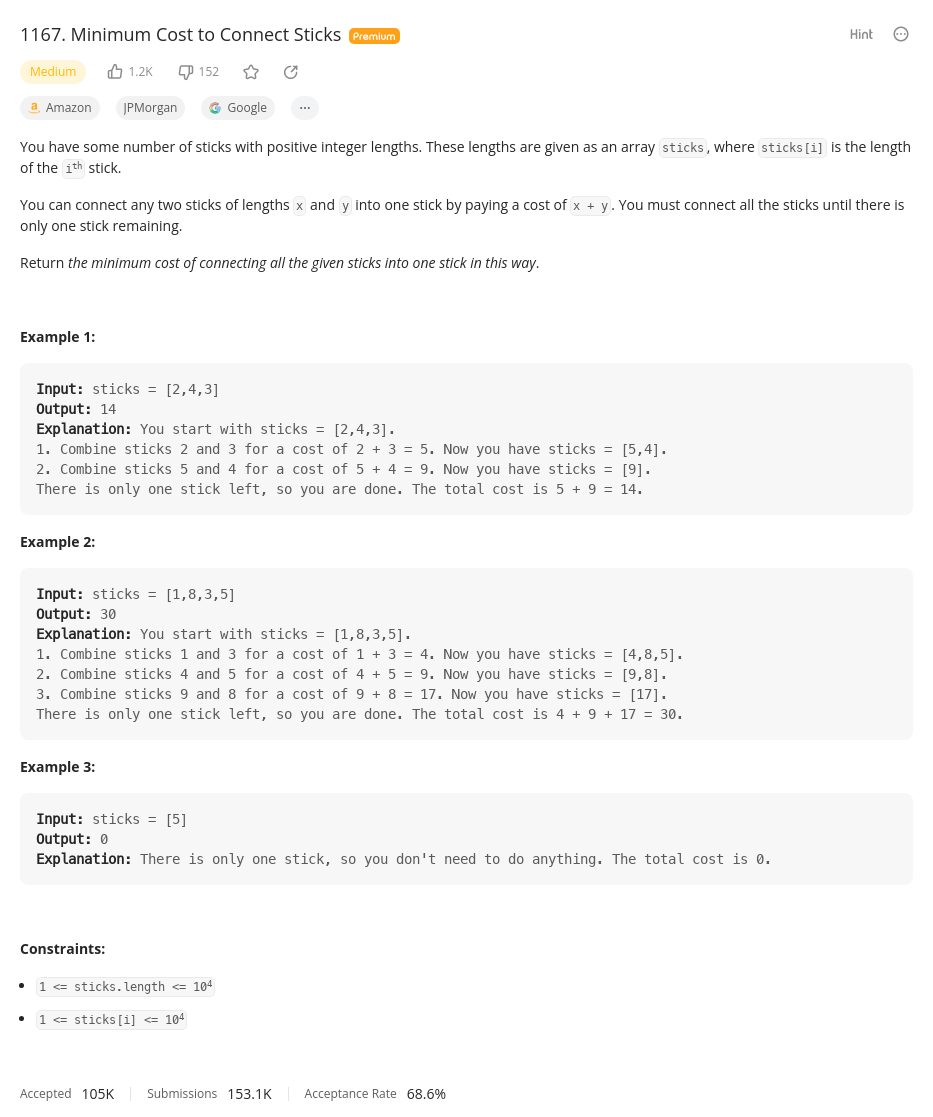 1167. Minimum Cost to Connect Sticks Premium Hint
Medium 1.2K 152
Amazon JPMorgan Google ...
You have some number of sticks with positive integer lengths. These lengths are given as an array sticks, where sticks[i] is the length
of the ith stick.
You can connect any two sticks of lengths x and y into one stick by paying a cost of x + y. You must connect all the sticks until there is
only one stick remaining.
Return the minimum cost of connecting all the given sticks into one stick in this way.
Example 1:
Input: sticks = [2,4,3]
Output: 14
Explanation: You start with sticks = [2,4,3].
1. Combine sticks 2 and 3 for a cost of 2 + 3 = 5. Now you have sticks = [5,4].
2. Combine sticks 5 and 4 for a cost of 5 + 4 = 9. Now you have sticks = [9].
There is only one stick left, so you are done. The total cost is 5 + 9 = 14.
Example 2:
Input: sticks = [1,8,3,5]
Output: 30
Explanation: You start with sticks = [1,8,3,5].
1. Combine sticks 1 and 3 for a cost of 1 + 3 = 4. Now you have sticks = [4,8,5].
2. Combine sticks 4 and 5 for a cost of 4 + 5 = 9. Now you have sticks = [9,8].
3. Combine sticks 9 and 8 for a cost of 9 + 8 = 17. Now you have sticks = [17].
There is only one stick left, so you are done. The total cost is 4 + 9 + 17 = 30.
Example 3:
Input: sticks = [5]
Output: 0
Explanation: There is only one stick, so you don't need to do anything. The total cost is 0.
Constraints:
• 1 <= sticks.length <= 10⁴
• 1 <= sticks[i] <= 10⁴
Accepted 105K Submissions 153.1K Acceptance Rate 68.6%